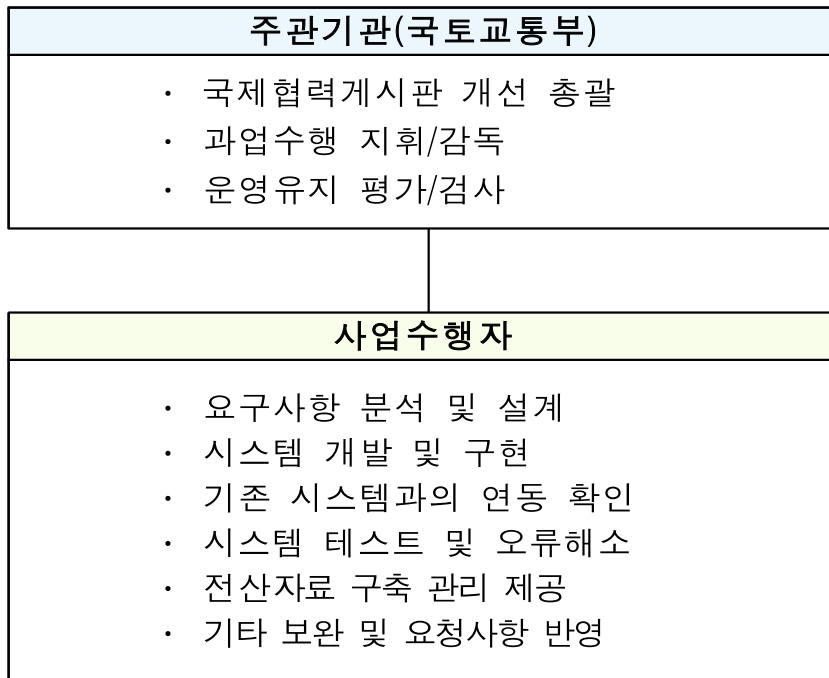 주관기관(국토교통부)
· 국제협력게시판 개선 총괄
· 과업수행 지휘/감독
· 운영유지 평가/검사
사업수행자
· 요구사항 분석 및 설계
· 시스템 개발 및 구현
· 기존 시스템과의 연동 확인
· 시스템 테스트 및 오류해소
· 전산자료 구축 관리 제공
· 기타 보완 및 요청사항 반영